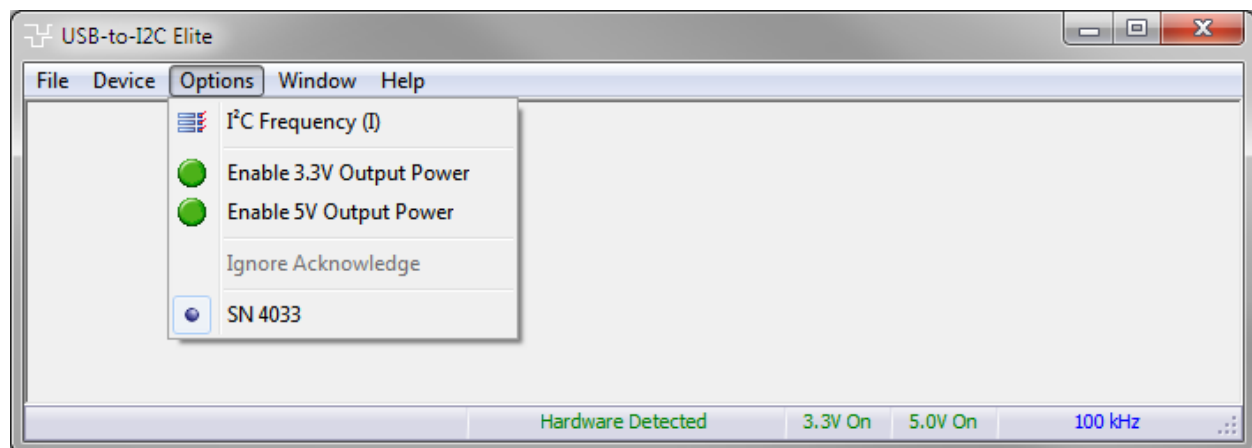 USB-to-I2C Elite
File Device Options Window Help
I²C Frequency (I)
Enable 3.3V Output Power
Enable 5V Output Power
Ignore Acknowledge
SN 4033
Hardware Detected 3.3V On 5.0V On 100 kHz